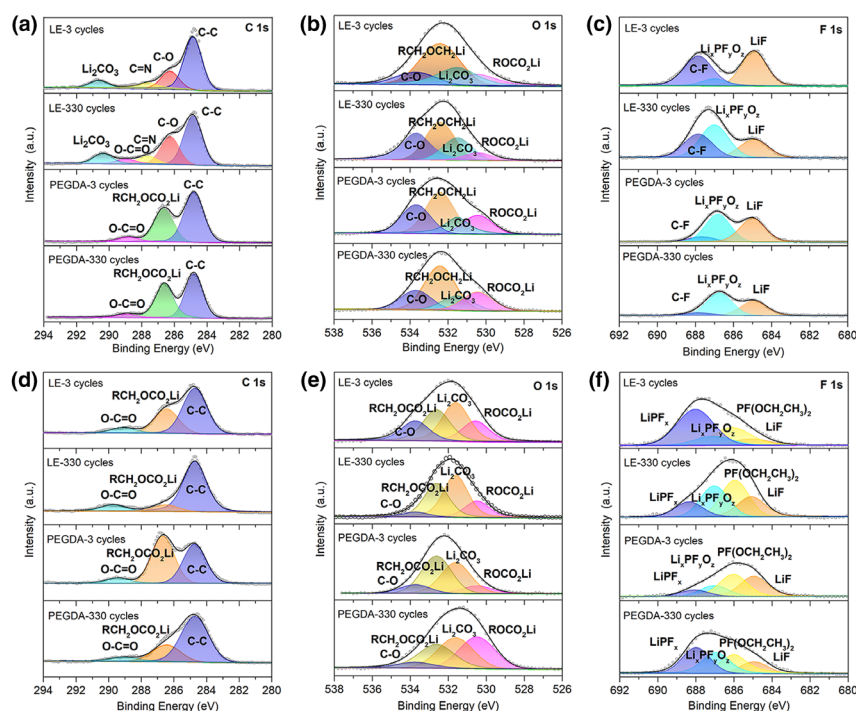 (a)
C 1s
LE-3 cycles
C-C
C-O
C=N
Li2CO3
LE-330 cycles
C-C
C-O
C=N
Li2CO3
O-C=O
PEGDA-3 cycles
C-C
RCH2OCO2Li
O-C=O
PEGDA-330 cycles
C-C
RCH2OCO2Li
O-C=O
294 292 290 288 286 284 282 280
Binding Energy (eV)
Intensity (a.u.)
(b)
O 1s
LE-3 cycles
RCH2OCH2Li
ROCO2Li
C-O
Li2CO3
LE-330 cycles
RCH2OCH2Li
C-O
Li2CO3
ROCO2Li
PEGDA-3 cycles
RCH2OCH2Li
C-O
Li2CO3
ROCO2Li
PEGDA-330 cycles
RCH2OCH2Li
C-O
Li2CO3
ROCO2Li
538 536 534 532 530 528 526
Binding Energy (eV)
Intensity (a.u.)
(c)
F 1s
LE-3 cycles
LixPFyOz
C-F
LiF
LE-330 cycles
LixPFyOz
C-F
LiF
PEGDA-3 cycles
LixPFyOz
LiF
C-F
PEGDA-330 cycles
LixPFyOz
C-F
LiF
692 690 688 686 684 682 680
Binding Energy (eV)
Intensity (a.u.)
(d)
C 1s
LE-3 cycles
RCH2OCO2Li
O-C=O
C-C
LE-330 cycles
RCH2OCO2Li
O-C=O
C-C
PEGDA-3 cycles
RCH2OCO2Li
O-C=O
C-C
PEGDA-330 cycles
RCH2OCO2Li
O-C=O
C-C
294 292 290 288 286 284 282 280
Binding Energy (eV)
Intensity (a.u.)
(e)
O 1s
LE-3 cycles
Li2CO3
RCH2OCO2Li
ROCO2Li
C-O
LE-330 cycles
Li2CO3
RCH2OCO2Li
ROCO2Li
C-O
PEGDA-3 cycles
Li2CO3
RCH2OCO2Li
ROCO2Li
C-O
PEGDA-330 cycles
Li2CO3
ROCO2Li
RCH2OCO2Li
C-O
538 536 534 532 530 528 526
Binding Energy (eV)
Intensity (a.u.)
(f)
F 1s
LE-3 cycles
LiPFx
PF(OCH2CH3)2
LixPFyOz
LiF
LE-330 cycles
PF(OCH2CH3)2
LiPFx
LixPFyO
LiF
PEGDA-3 cycles
LixPFyOz
PF(OCH2CH3)2
LiPFx
LiF
PEGDA-330 cycles
LiPFx
PF(OCH2CH3)2
LixPFyOz
LiF
692 690 688 686 684 682 680
Binding Energy (eV)
Intensity (a.u.)